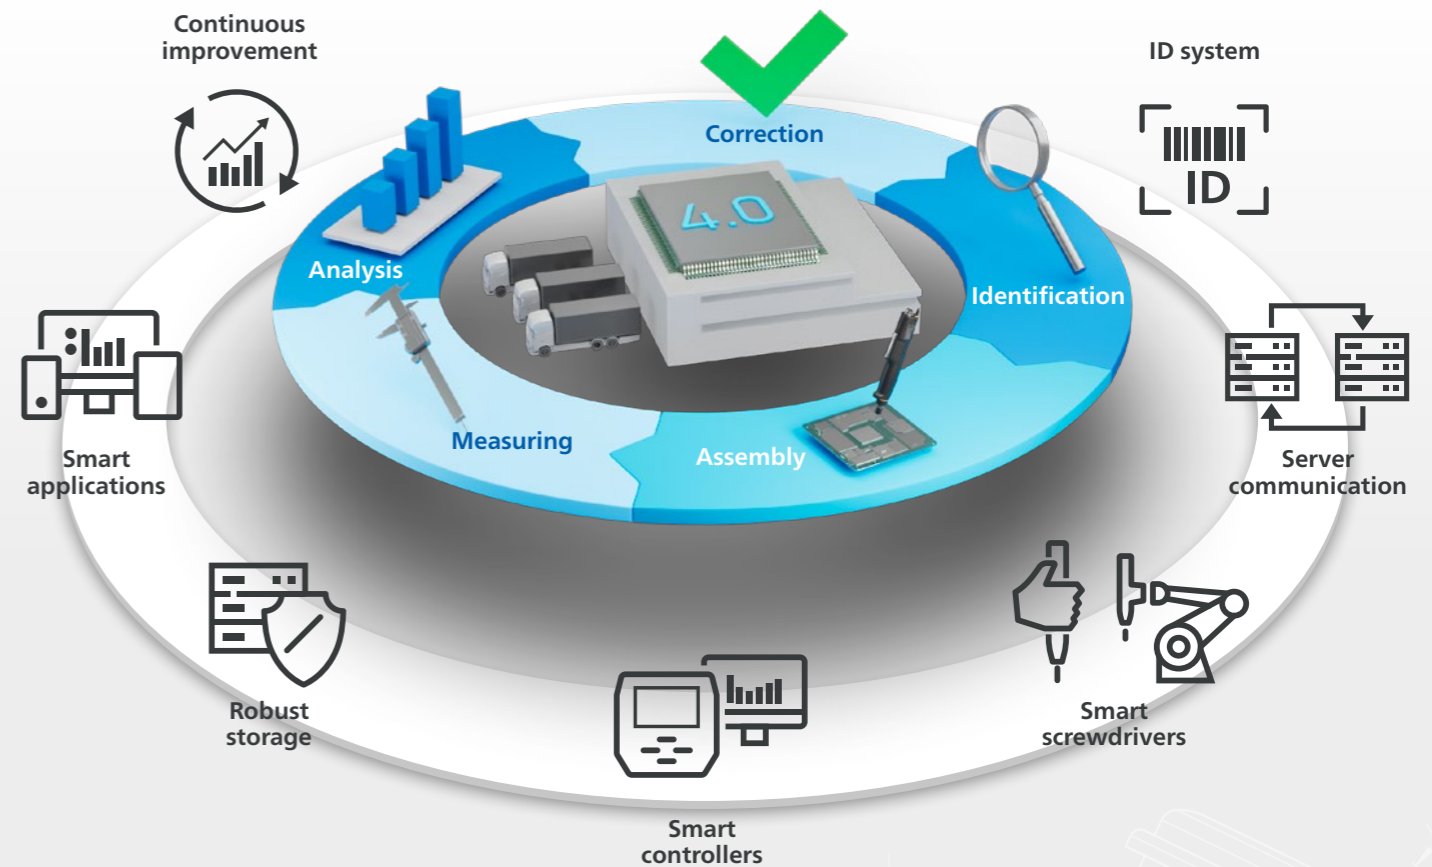 Continuous
improvement
ID system
Correction
4.0
ID
Analysis
Identification
Measuring
Assembly
Smart
applications
Server
communication
Robust
storage
Smart
screwdrivers
Smart
controllers